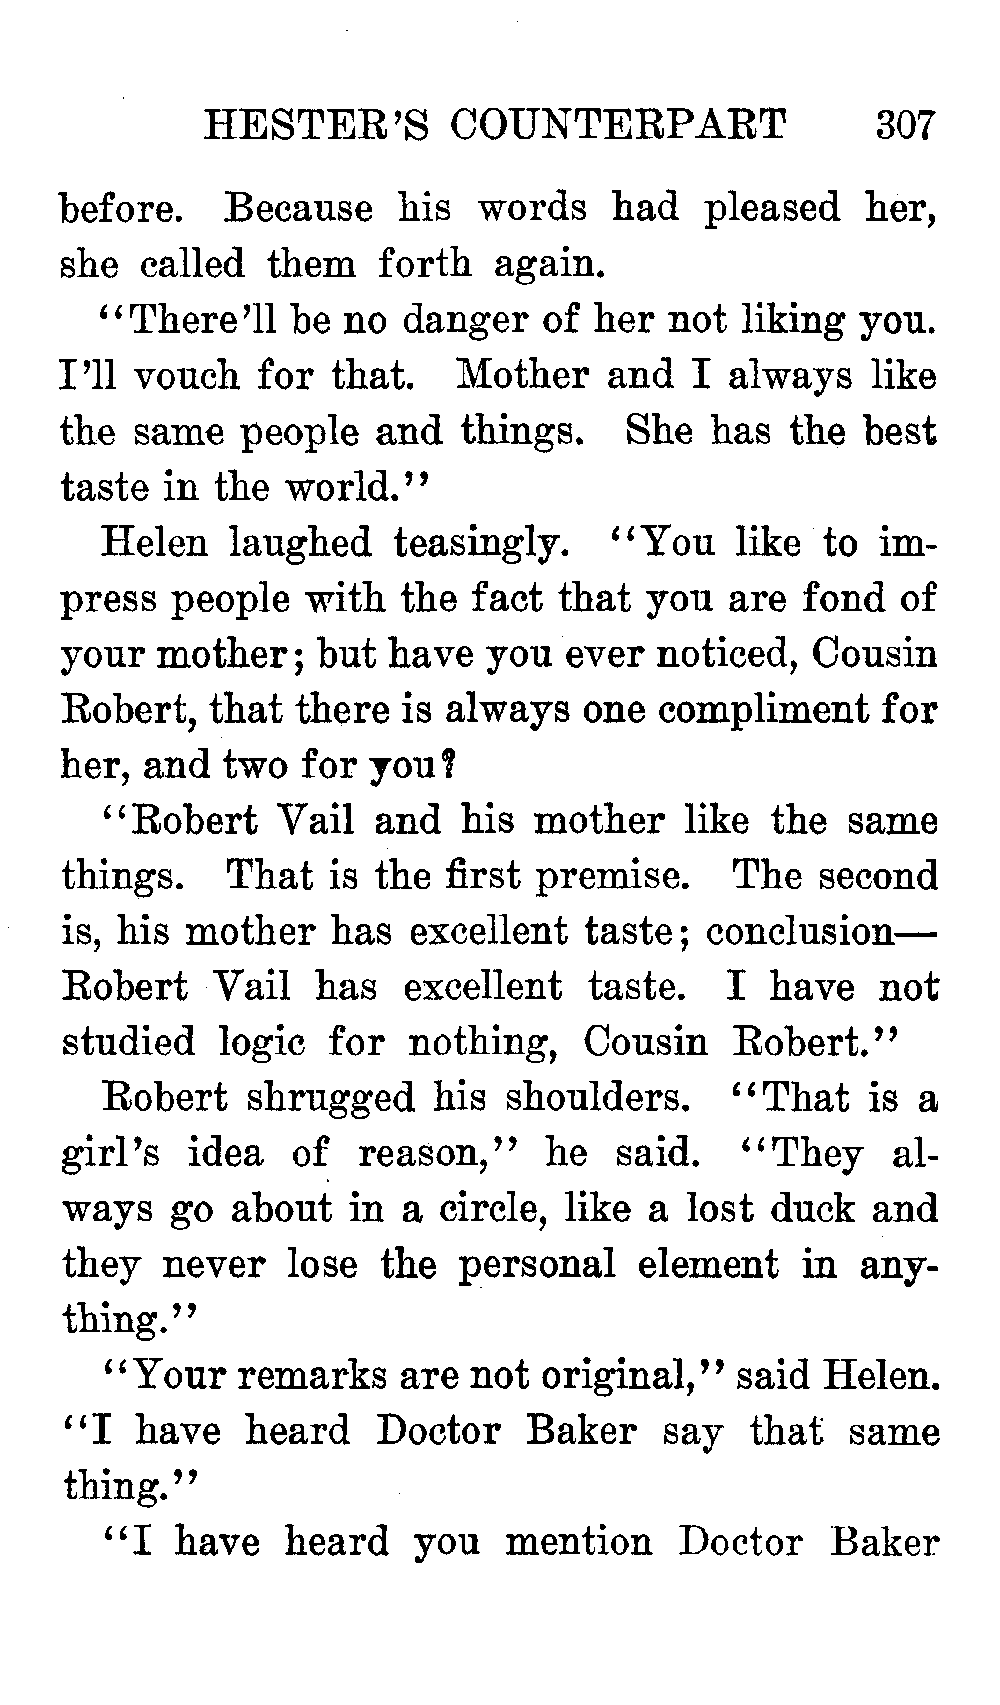 HESTER'S COUNTERPART 307
before. Because his words had pleased her,
she called them forth again.
"There'll be no danger of her not liking you.
I'll vouch for that. Mother and I always like
the same people and things. She has the best
taste in the world."
Helen laughed teasingly. "You like to im-
press people with the fact that you are fond of
your mother; but have you ever noticed, Cousin
Robert, that there is always one compliment for
her, and two for you?
"Robert Vail and his mother like the same
things. That is the first premise. The second
is, his mother has excellent taste; conclusion—
Robert Vail has excellent taste. I have not
studied logic for nothing, Cousin Robert."
Robert shrugged his shoulders. "That is a
girl's idea of reason," he said. "They al-
ways go about in a circle, like a lost duck and
they never lose the personal element in any-
thing."
"Your remarks are not original," said Helen.
"I have heard Doctor Baker say that same
thing."
"I have heard you mention Doctor Baker